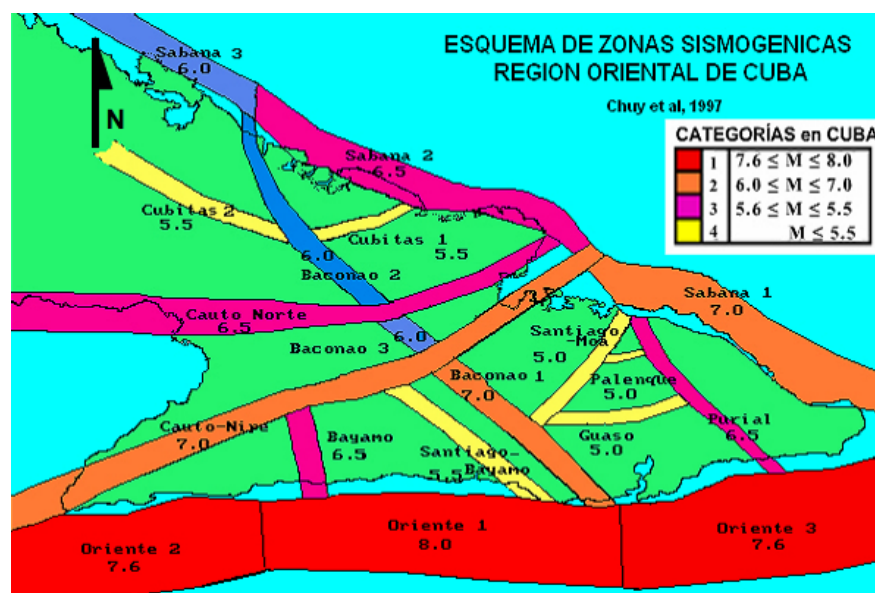 ESQUEMA DE ZONAS SISMOGENICAS
REGION ORIENTAL DE CUBA
Chuy et al, 1997
CATEGORÍAS en CUBA
1 7.6 ≤ M ≤ 8.0
2 6.0 ≤ M ≤ 7.0
3 5.6 ≤ M ≤ 5.5
4 M ≤ 5.5
N
Sabana 3
6.0
Sabana 2
6.5
Cubitas 2
5.5
Cubitas 1
5.5
6.0
Baconao 2
Sabana 1
7.0
Cauto Norte
6.5
6.0
Baconao 3
Santiago
-Moa
5.0
Baconao 1
7.0
Palenque
5.0
Cauto-Nipe
7.0
Bayamo
6.5
Santiago-
Bayamo
5.5
Guaso
5.0
Purial
6.5
Oriente 2
7.6
Oriente 1
8.0
Oriente 3
7.6